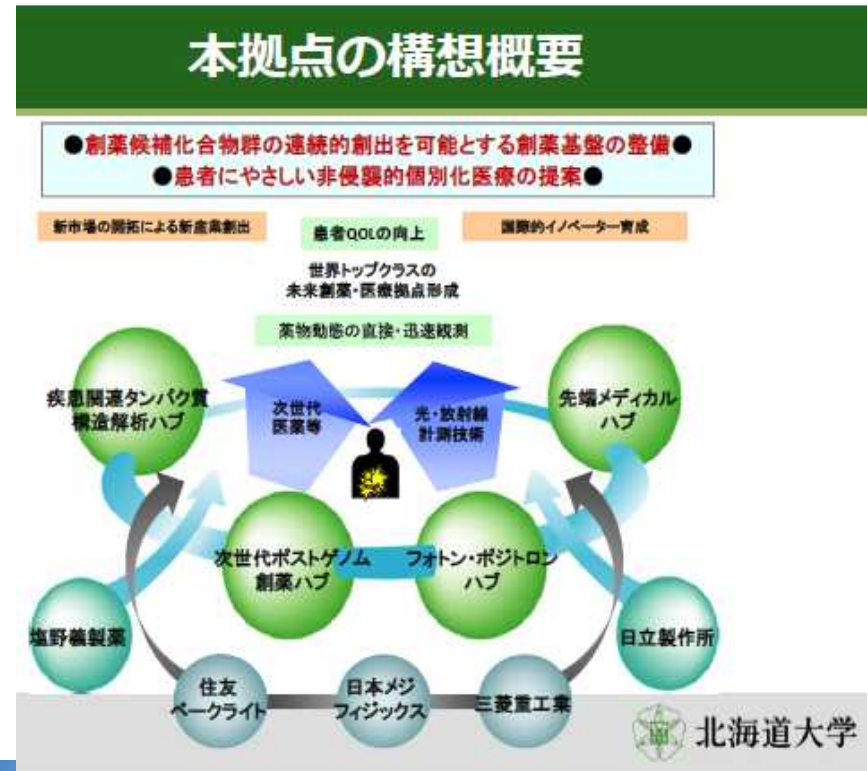 本拠点の構想概要
●創薬候補化合物群の連続的創出を可能とする創薬基盤の整備●
●患者にやさしい非侵襲的個別化医療の提案●
新市場の開拓による新産業創出
患者QOLの向上
国際的イノベーター育成
世界トップクラスの
未来創薬・医療拠点形成
薬物動態の直接・迅速観測
疾患関連タンパク質
構造解析ハブ
次世代
医薬等
光・放射線
計測技術
先端メディカル
ハブ
次世代ポストゲノム
創薬ハブ
フォトン・ポジトロン
ハブ
塩野義製薬
日立製作所
住友
ベークライト
日本メジ
フィジックス
三菱重工業
北海道大学